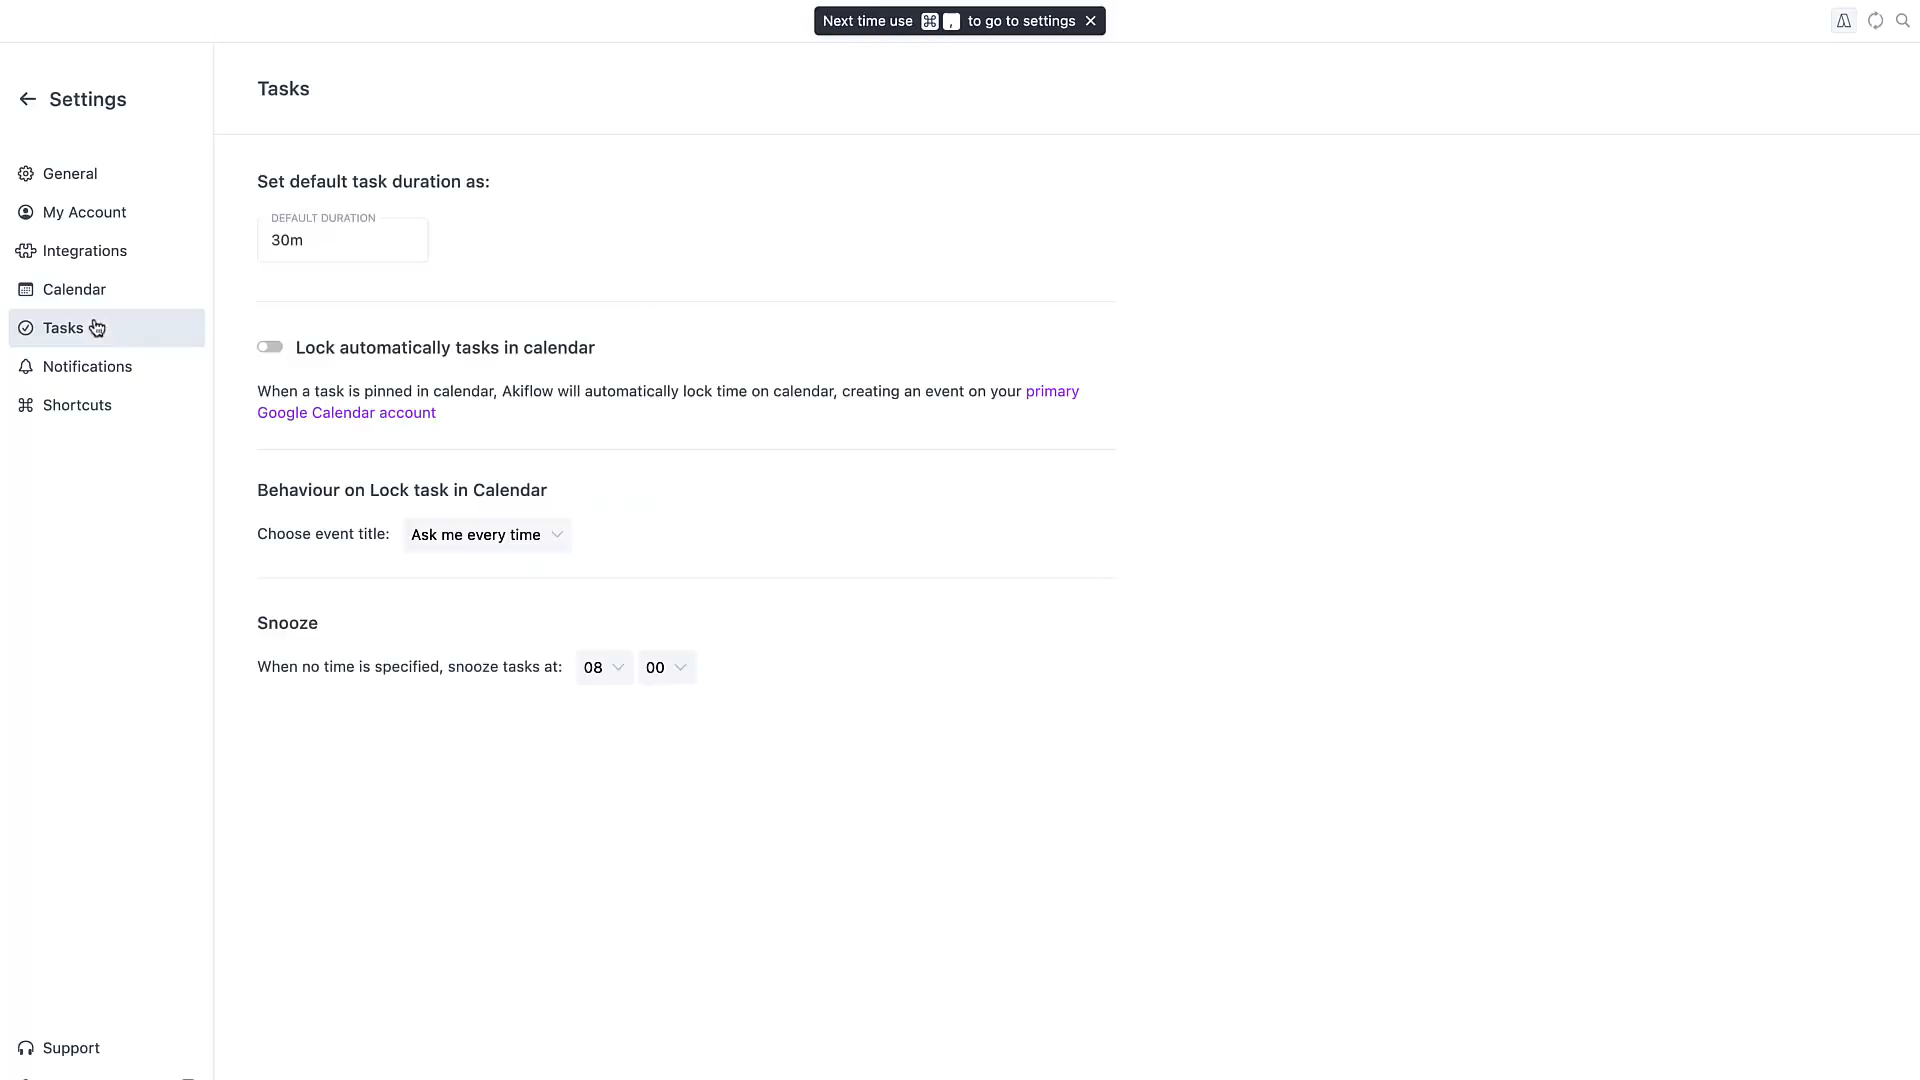 Next time use ⌘ , to go to settings
Settings
General
My Account
Integrations
Calendar
Tasks
Notifications
Shortcuts
Support
Tasks
Set default task duration as:
DEFAULT DURATION
30m
Lock automatically tasks in calendar
When a task is pinned in calendar, Akiflow will automatically lock time on calendar, creating an event on your primary
Google Calendar account
Behaviour on Lock task in Calendar
Choose event title: Ask me every time
Snooze
When no time is specified, snooze tasks at: 08 00